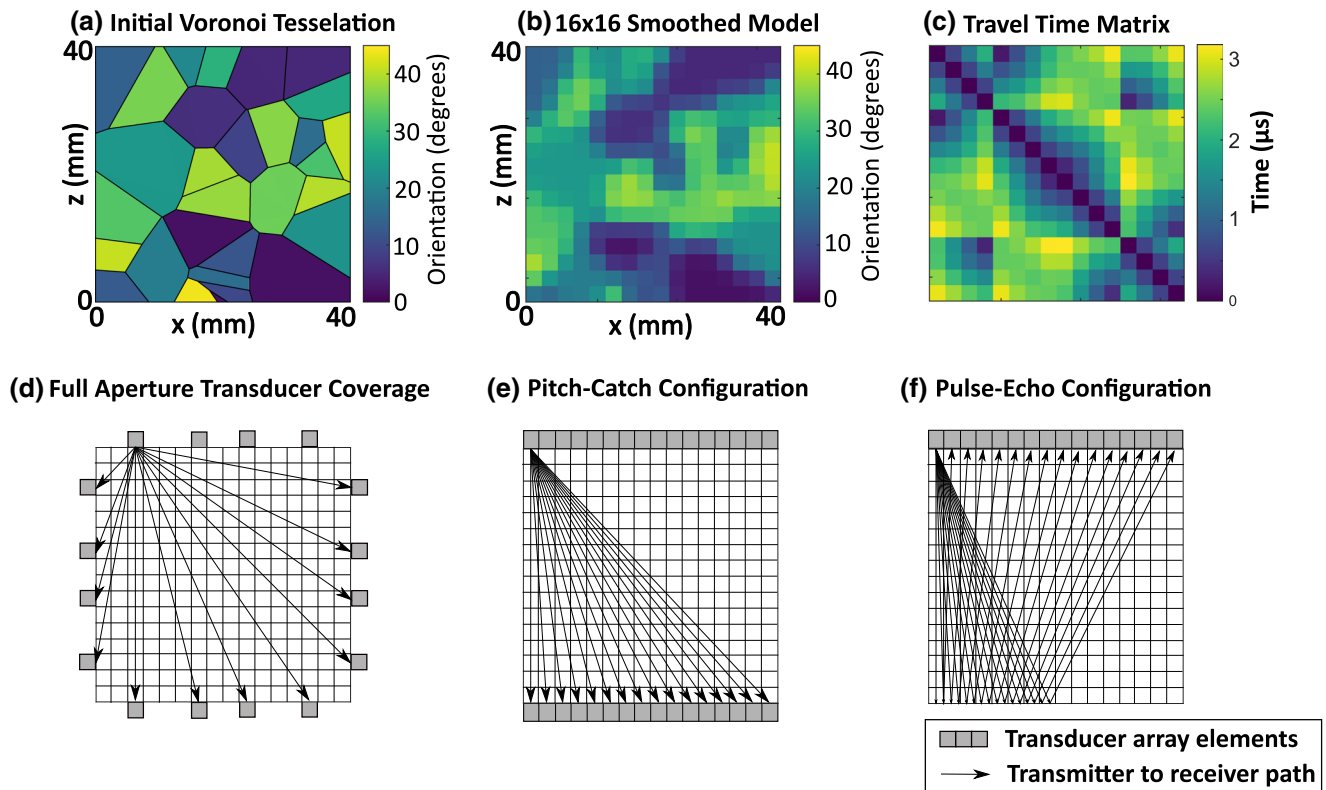 (a) Initial Voronoi Tesselation
40
z (mm)
0
0
x (mm)
40
40
30
20
10
0
Orientation (degrees)
(b) 16x16 Smoothed Model
40
z (mm)
0
0
x (mm)
40
40
30
20
10
0
Orientation (degrees)
(c) Travel Time Matrix
3
2
1
0
Time (µs)
(d) Full Aperture Transducer Coverage
(e) Pitch-Catch Configuration
(f) Pulse-Echo Configuration
Transducer array elements
Transmitter to receiver path